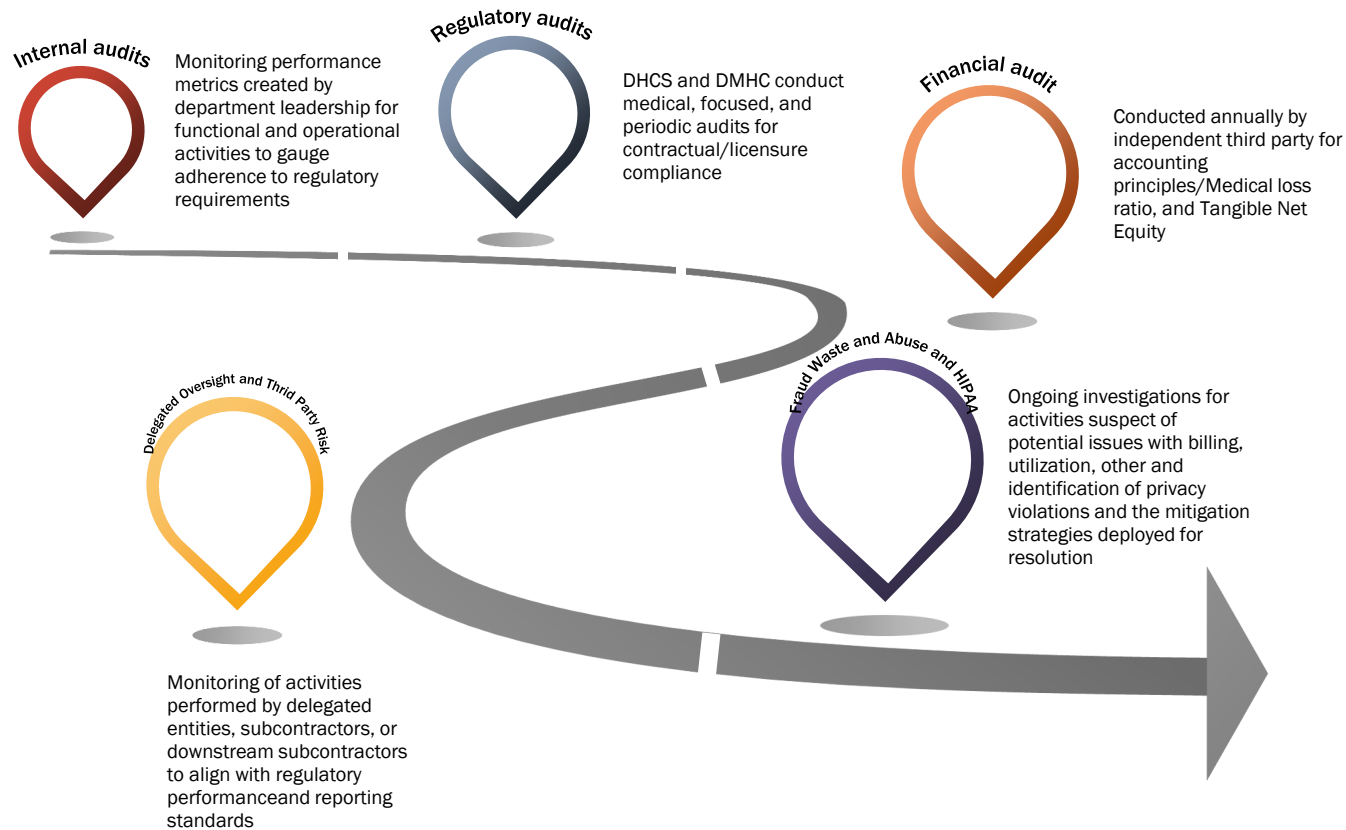 Internal audits
Monitoring performance
metrics created by
department leadership for
functional and operational
activities to gauge
adherence to regulatory
requirements
Regulatory audits
DHCS and DMHC conduct
medical, focused, and
periodic audits for
contractual/licensure
compliance
Financial audit
Conducted annually by
independent third party for
accounting
principles/Medical loss
ratio, and Tangible Net
Equity
Delegated Oversight and Thrid Party Risk
Monitoring of activities
performed by delegated
entities, subcontractors, or
downstream subcontractors
to align with regulatory
performanceand reporting
standards
Fraud Waste and Abuse and HIPAA
Ongoing investigations for
activities suspect of
potential issues with billing,
utilization, other and
identification of privacy
violations and the mitigation
strategies deployed for
resolution